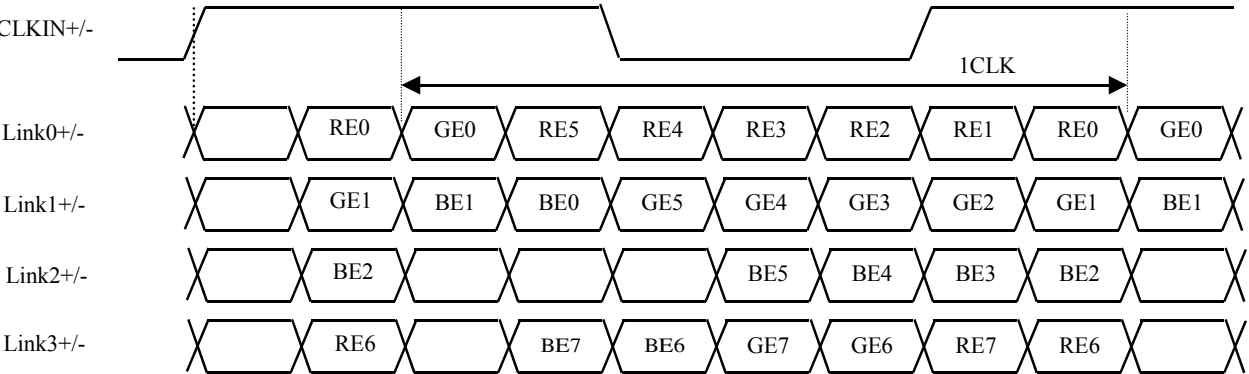 CLKIN+/-
1CLK
Link0+/- RE0 GE0 RE5 RE4 RE3 RE2 RE1 RE0 GE0
Link1+/- GE1 BE1 BE0 GE5 GE4 GE3 GE2 GE1 BE1
Link2+/- BE2 BE5 BE4 BE3 BE2
Link3+/- RE6 BE7 BE6 GE7 GE6 RE7 RE6